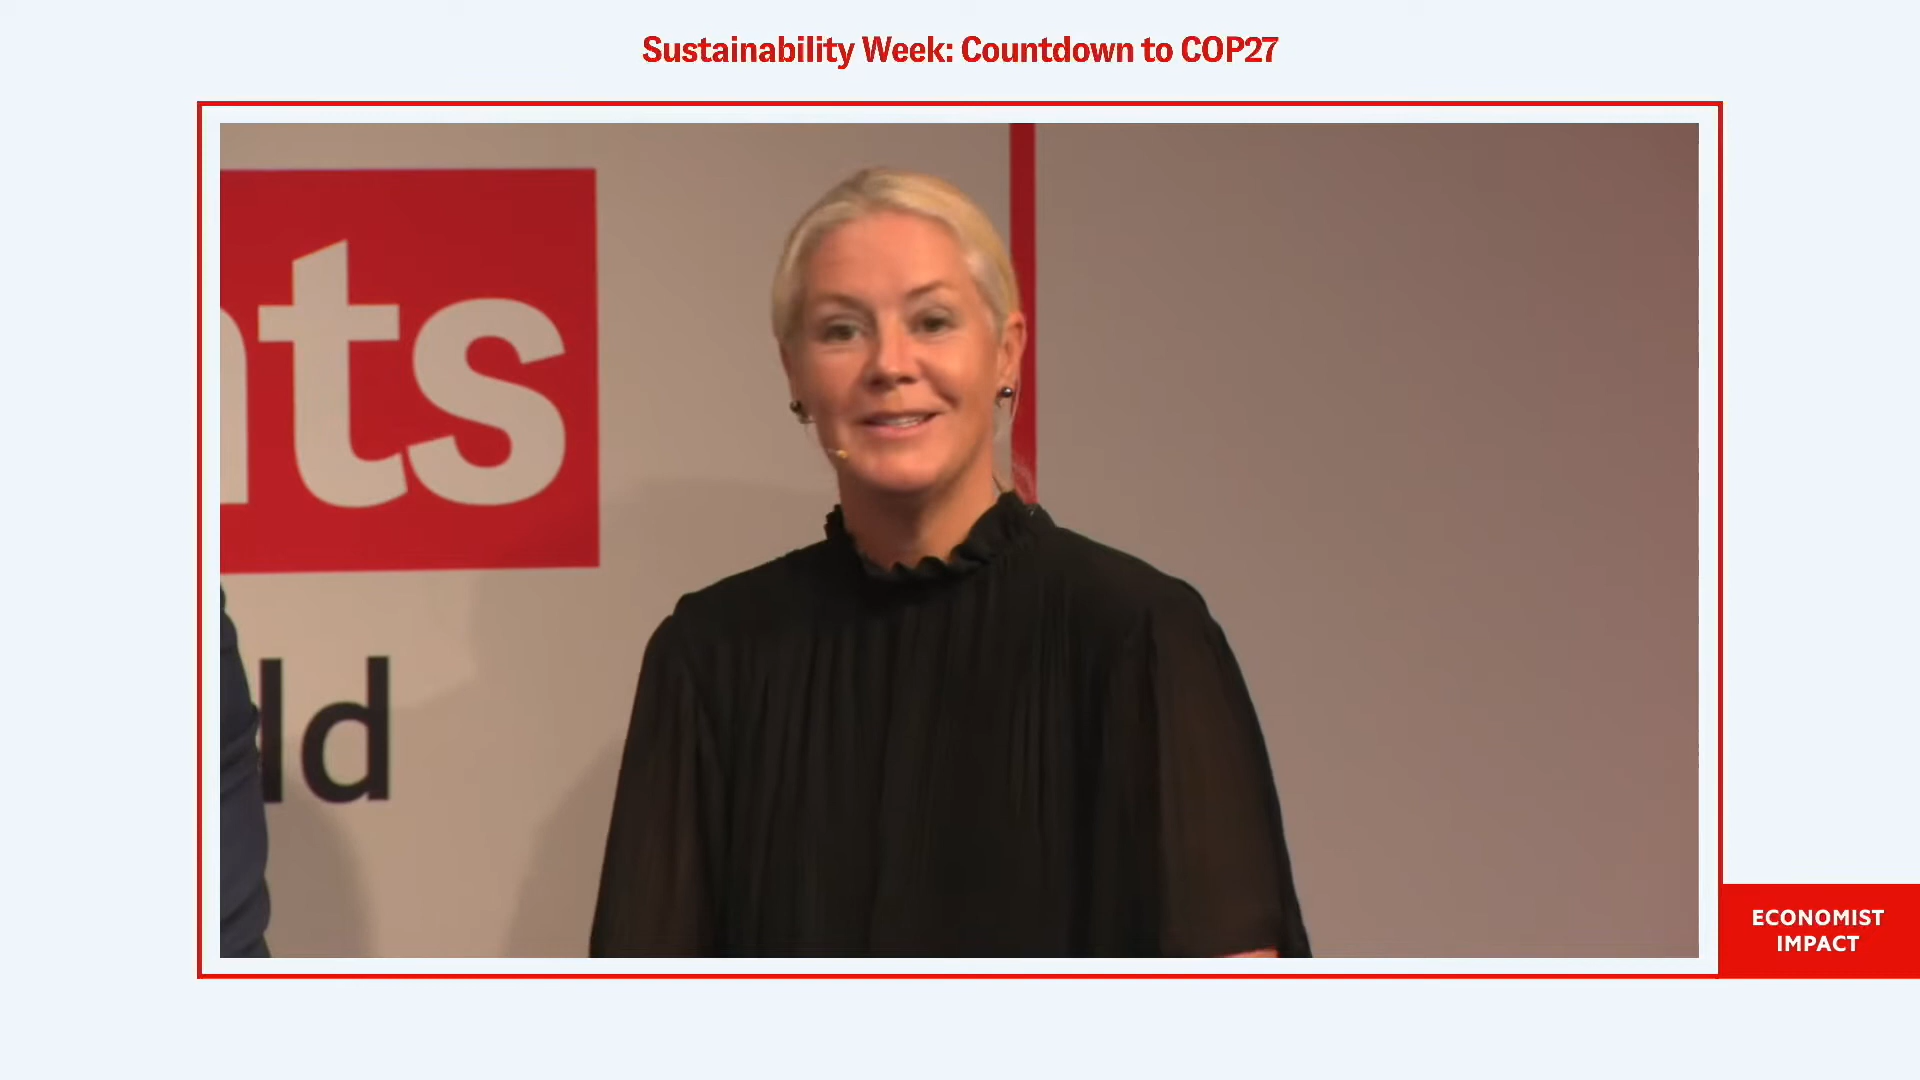 Sustainability Week: Countdown to COP27
nts
ld
ECONOMIST
IMPACT